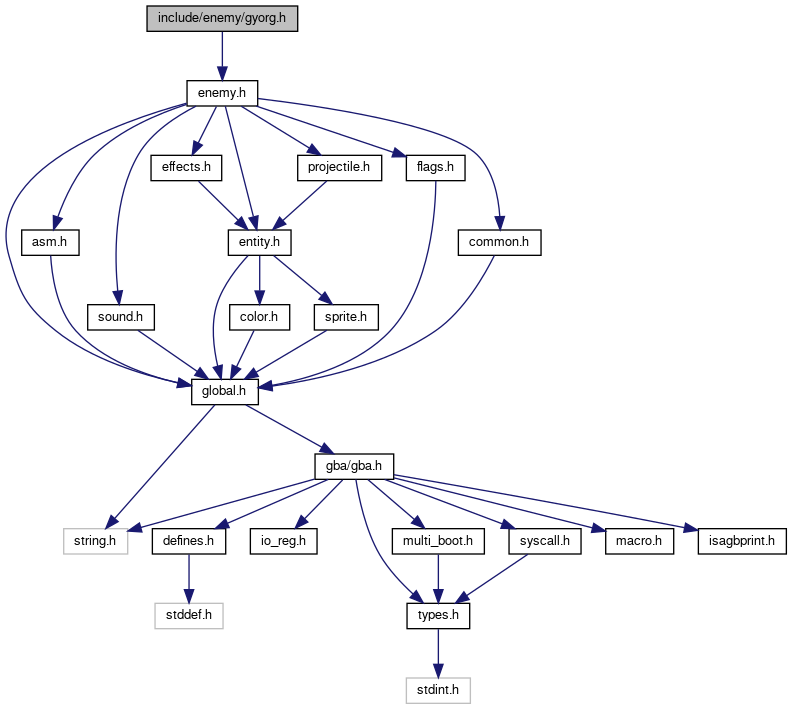 include/enemy/gyorg.h
enemy.h
effects.h
projectile.h
flags.h
asm.h
entity.h
common.h
sound.h
color.h
sprite.h
global.h
gba/gba.h
string.h
defines.h
io_reg.h
multi_boot.h
syscall.h
macro.h
isagbprint.h
stddef.h
types.h
stdint.h